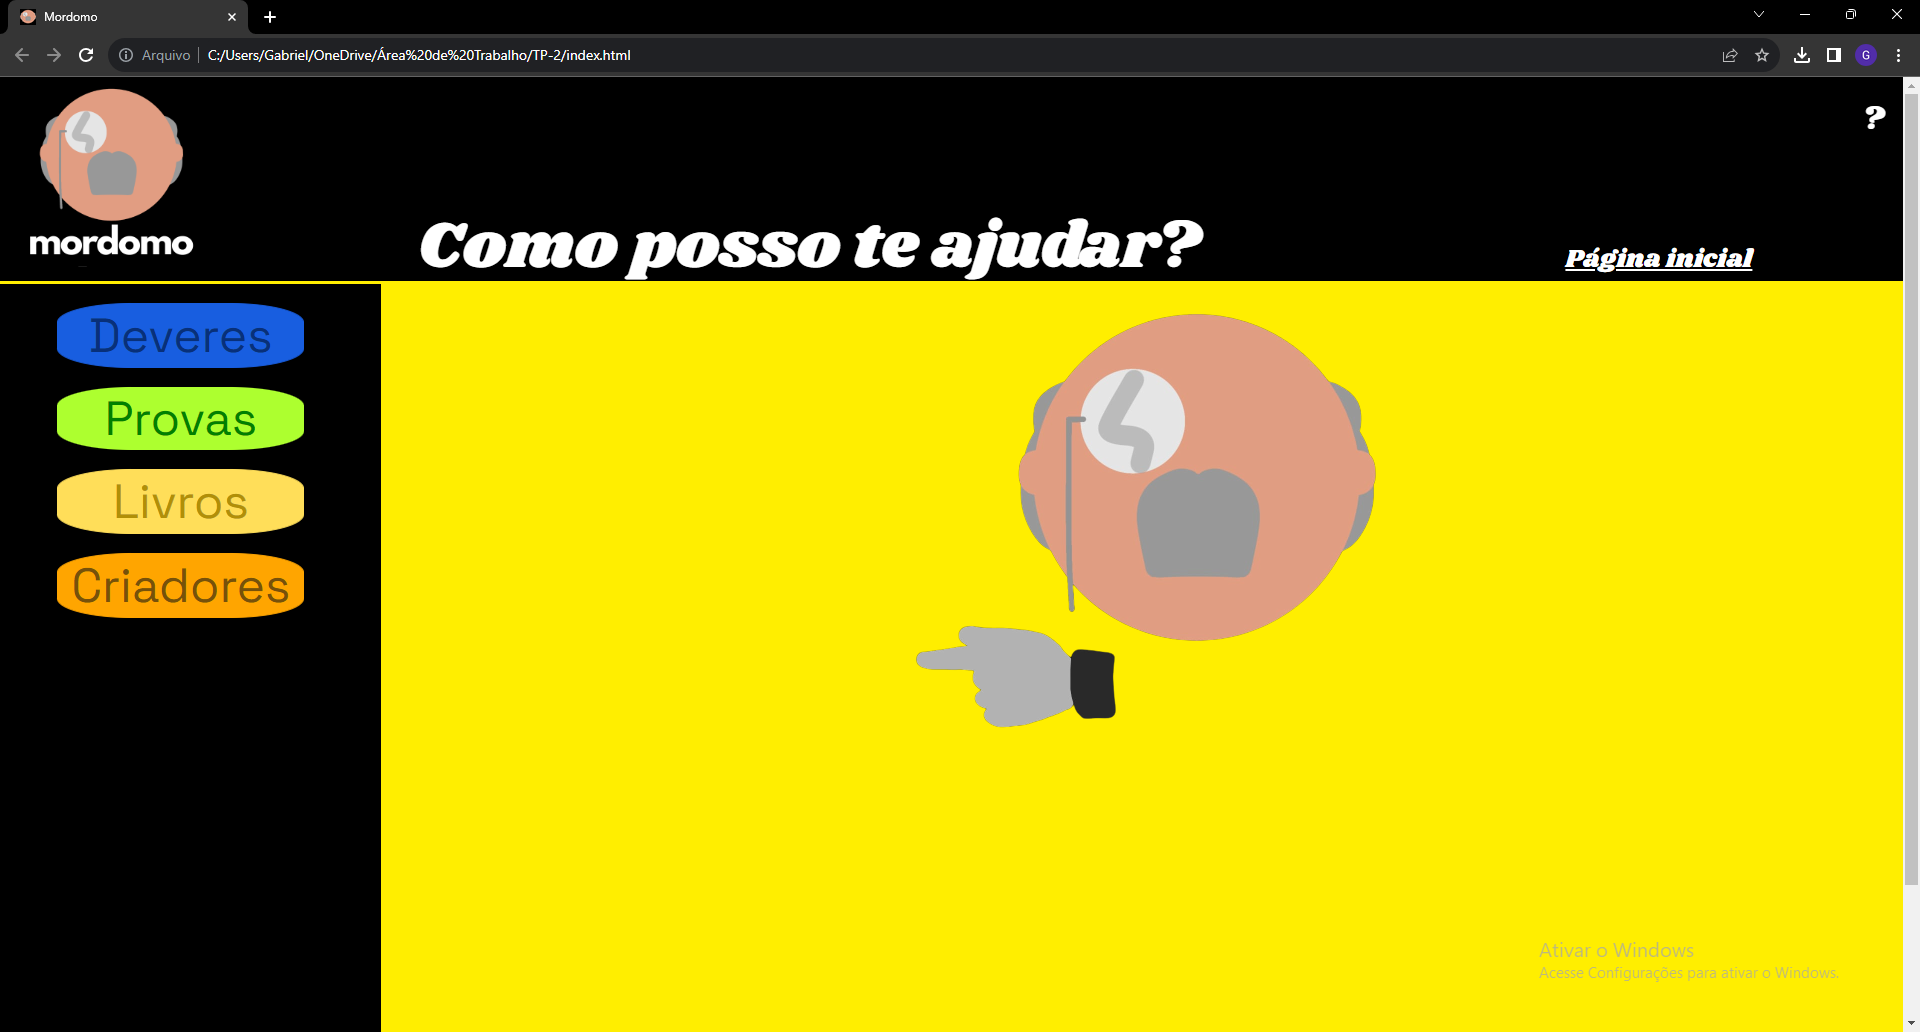 Mordomo
Arquivo
C:/Users/Gabriel/OneDrive/Área%20de%20Trabalho/TP-2/index.html
G
?
mordomo
Como posso te ajudar?
Página inicial
Deveres
Provas
Livros
Criadores
Ativar o Windows
Acesse Configurações para ativar o Windows.